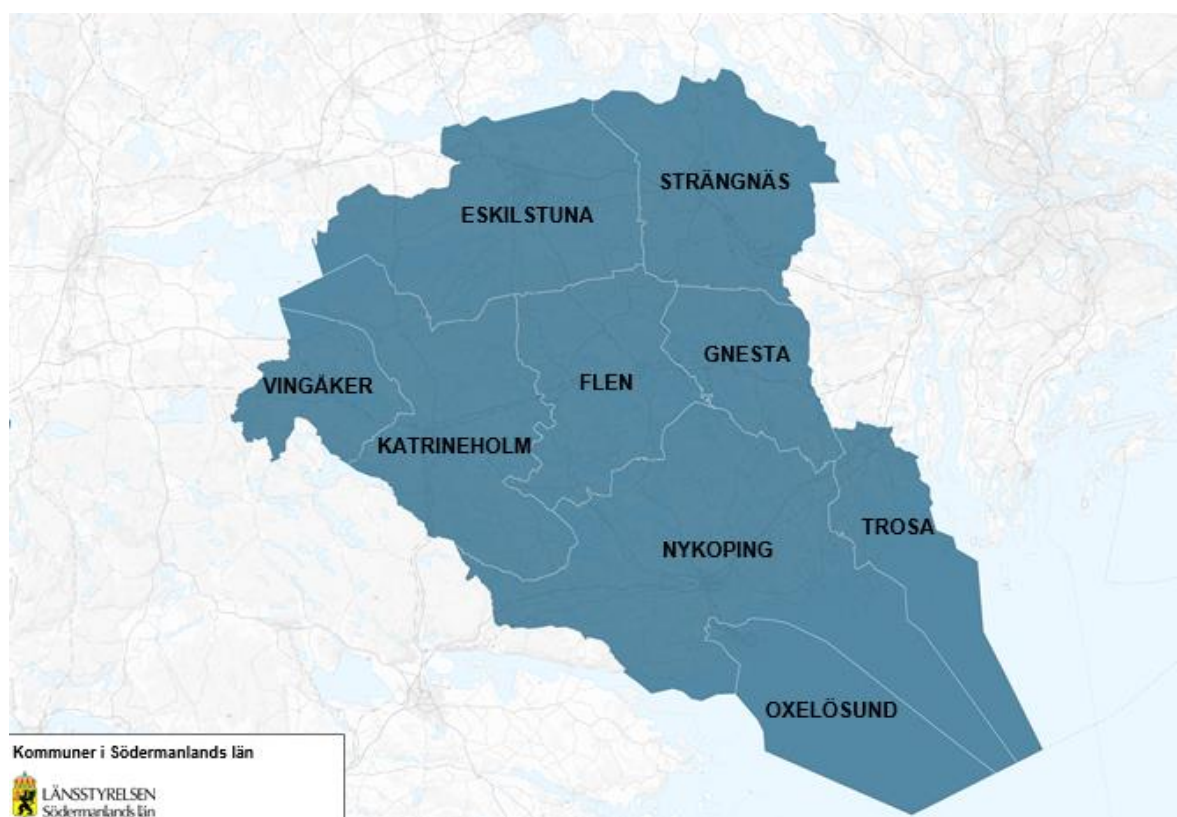 STRÄNGNÄS
ESKILSTUNA
GNESTA
FLEN
VINGÅKER
KATRINEHOLM
TROSA
NYKOPING
OXELÖSUND
Kommuner i Södermanlands län
LÄNSSTYRELSEN
Södermanlands län